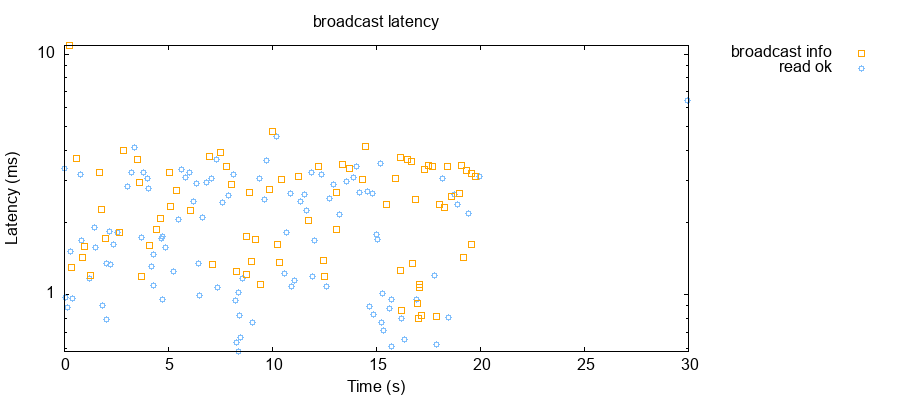 broadcast latency
broadcast info
read ok
10
1
Latency (ms)
0 5 10 15 20 25 30
Time (s)